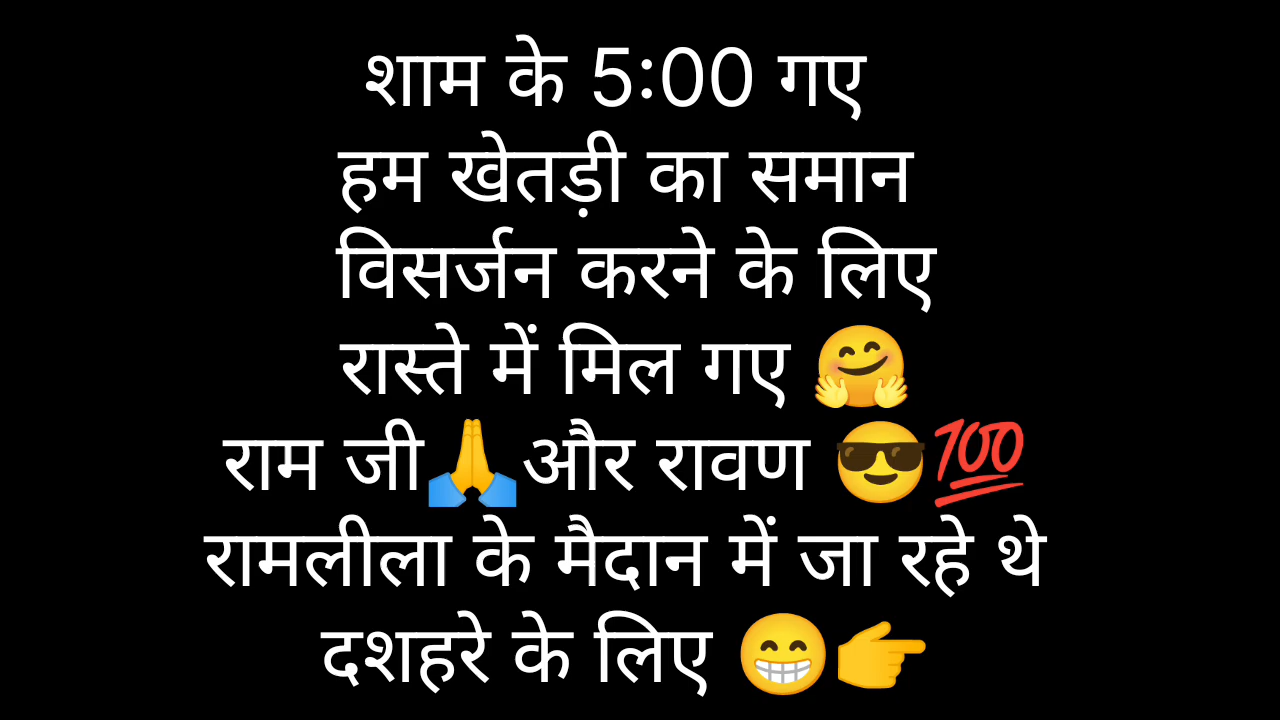 शाम के 5:00 गए
हम खेतड़ी का समान
विसर्जन करने के लिए
रास्ते में मिल गए 🤗
राम जी🙏और रावण 😎💯
रामलीला के मैदान में जा रहे थे
दशहरे के लिए 😁👉